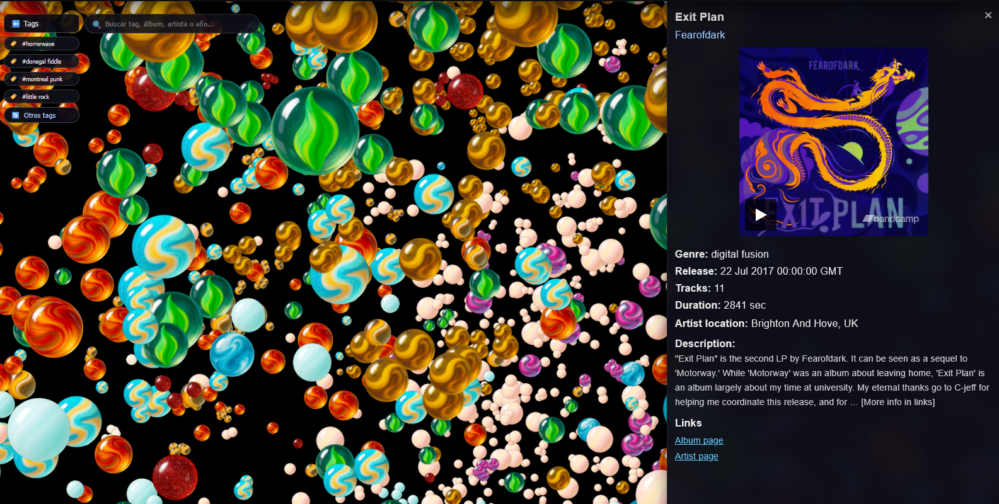 Tags
Buscar tag, álbum, artista o año...
#horrorwave
#donegal fiddle
#montreal punk
#little rock
Otros tags
Exit Plan
×
Fearofdark
FEAROFDARK
EXIT PLAN
bandcamp
Genre: digital fusion
Release: 22 Jul 2017 00:00:00 GMT
Tracks: 11
Duration: 2841 sec
Artist location: Brighton And Hove, UK
Description:
"Exit Plan" is the second LP by Fearofdark. It can be seen as a sequel to
'Motorway.' While 'Motorway' was an album about leaving home, 'Exit Plan' is
an album largely about my time at university. My eternal thanks go to C-jeff for
helping me coordinate this release, and for ... [More info in links]
Links
Album page
Artist page